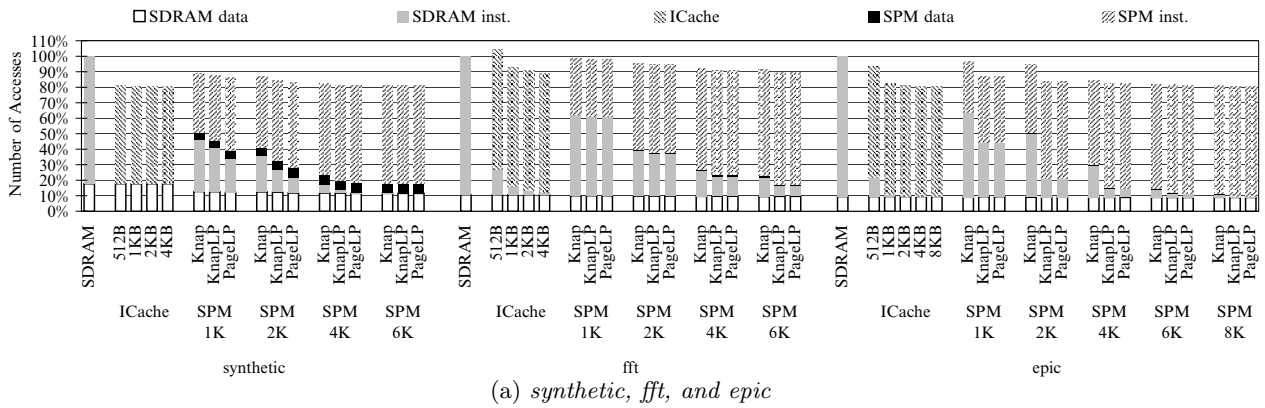 SDRAM data SDRAM inst. ICache SPM data SPM inst.
Number of Accesses
110%
100%
90%
80%
70%
60%
50%
40%
30%
20%
10%
0%
SDRAM 512B 1KB 2KB 4KB Knap KnapLP PageLP Knap KnapLP PageLP Knap KnapLP PageLP Knap KnapLP PageLP SDRAM 512B 1KB 2KB 4KB Knap KnapLP PageLP Knap KnapLP PageLP Knap KnapLP PageLP Knap KnapLP PageLP SDRAM 512B 1KB 2KB 4KB 8KB Knap KnapLP PageLP Knap KnapLP PageLP Knap KnapLP PageLP Knap KnapLP PageLP Knap KnapLP PageLP
ICache SPM SPM SPM SPM ICache SPM SPM SPM SPM ICache SPM SPM SPM SPM SPM
1K 2K 4K 6K 1K 2K 4K 6K 1K 2K 4K 6K 8K
synthetic fft epic
(a) synthetic, fft, and epic